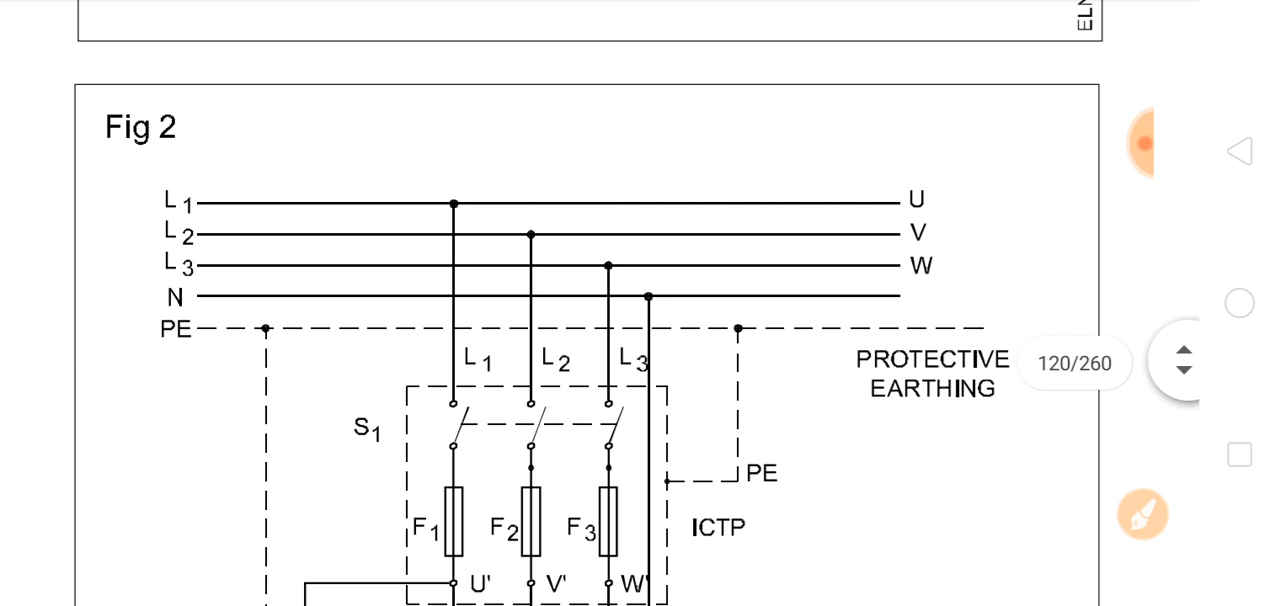 ELN
Fig 2
L1 U
L2 V
L3 W
N
PE
L1 L2 L3
PROTECTIVE
EARTHING
120/260
S1
PE
F1 F2 F3 ICTP
U' V' W'